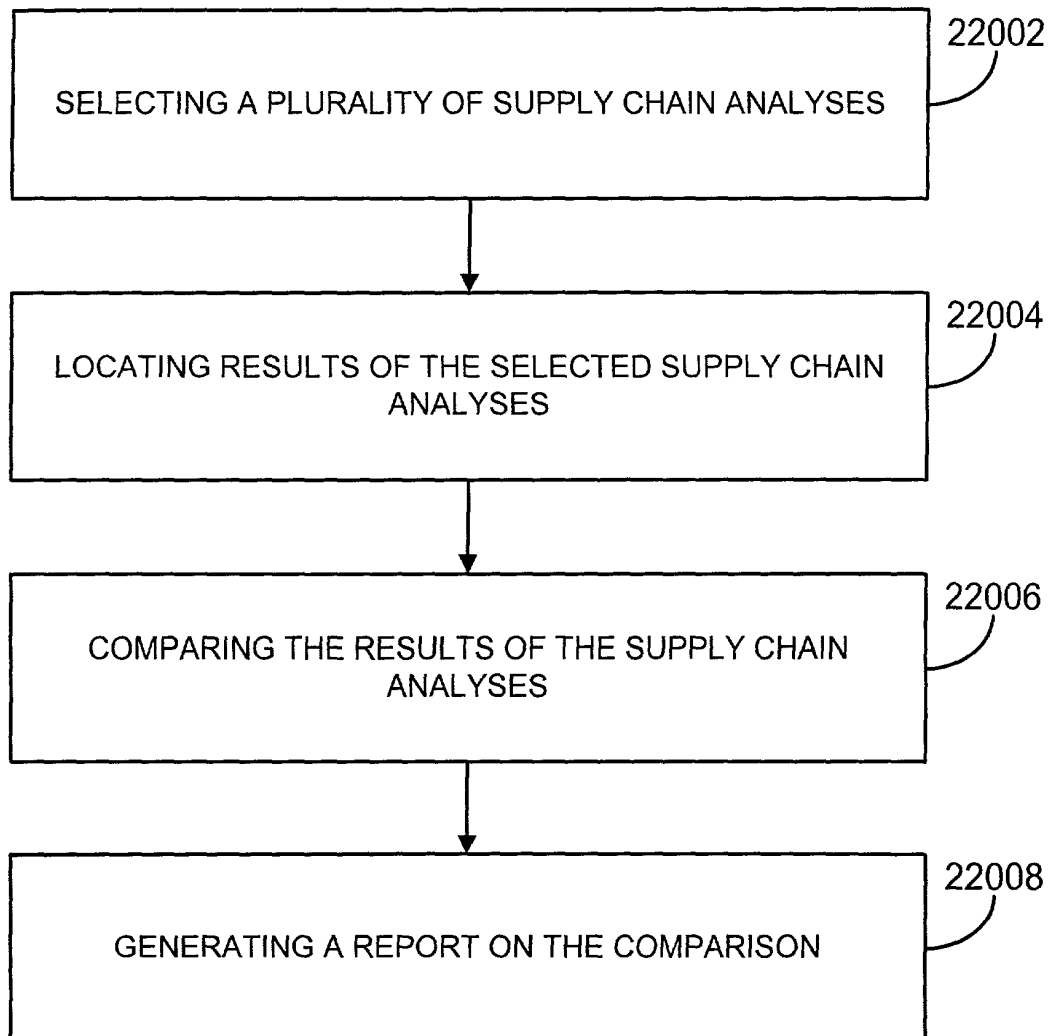 22002
SELECTING A PLURALITY OF SUPPLY CHAIN ANALYSES
22004
LOCATING RESULTS OF THE SELECTED SUPPLY CHAIN
ANALYSES
22006
COMPARING THE RESULTS OF THE SUPPLY CHAIN
ANALYSES
22008
GENERATING A REPORT ON THE COMPARISON